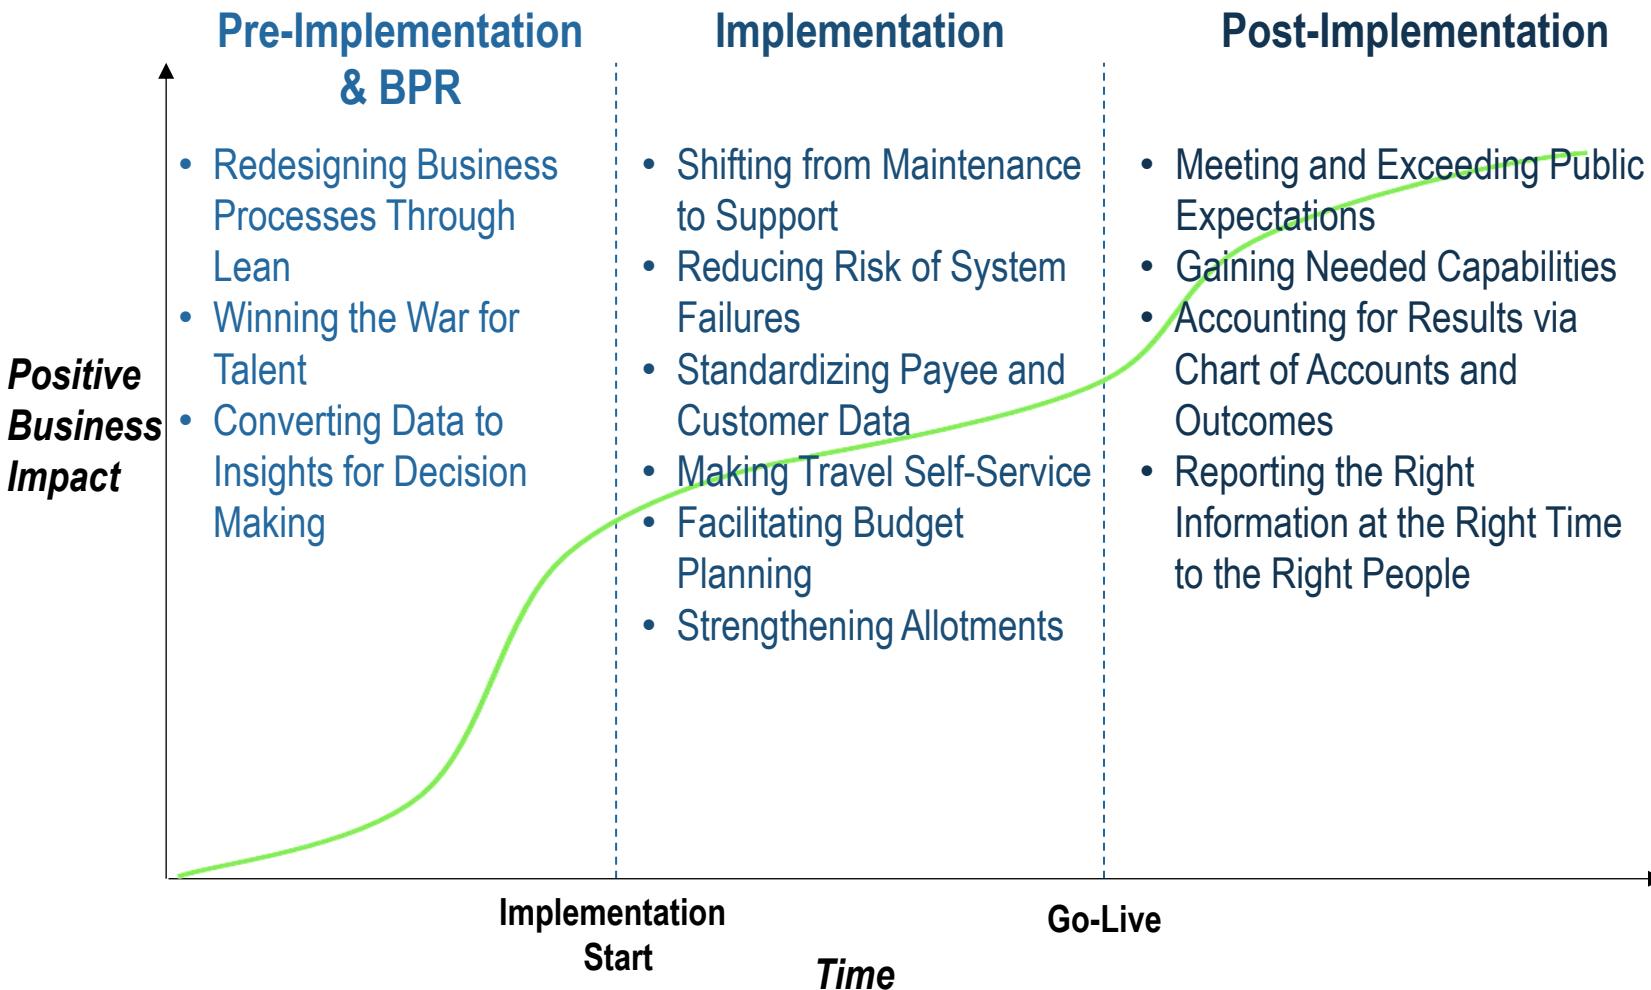 Pre-Implementation
& BPR
• Redesigning Business
Processes Through
Lean
• Winning the War for
Talent
• Converting Data to
Insights for Decision
Making
Implementation
• Shifting from Maintenance
to Support
• Reducing Risk of System
Failures
• Standardizing Payee and
Customer Data
• Making Travel Self-Service
• Facilitating Budget
Planning
• Strengthening Allotments
Post-Implementation
• Meeting and Exceeding Public
Expectations
• Gaining Needed Capabilities
• Accounting for Results via
Chart of Accounts and
Outcomes
• Reporting the Right
Information at the Right Time
to the Right People
Positive
Business
Impact
Implementation
Start
Go-Live
Time